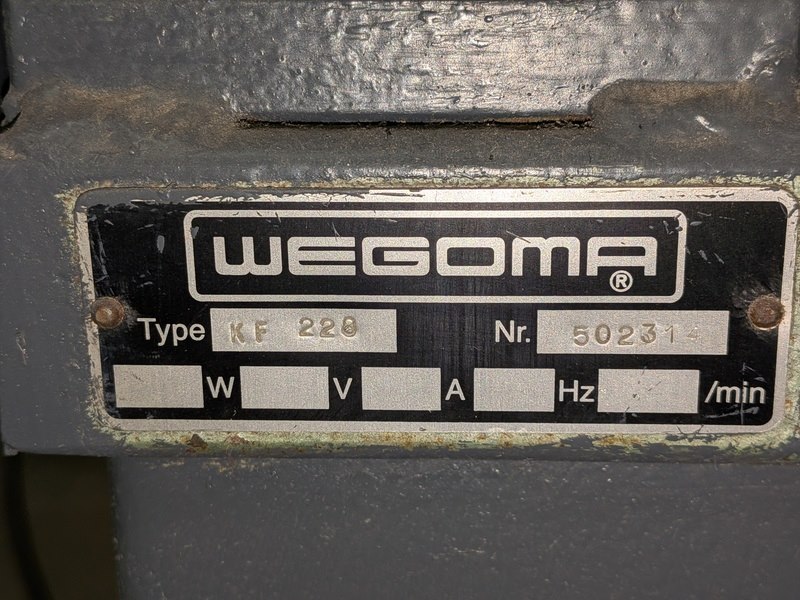 WEGOMA ®
Type KF 228 Nr. 502314
W V A Hz /min